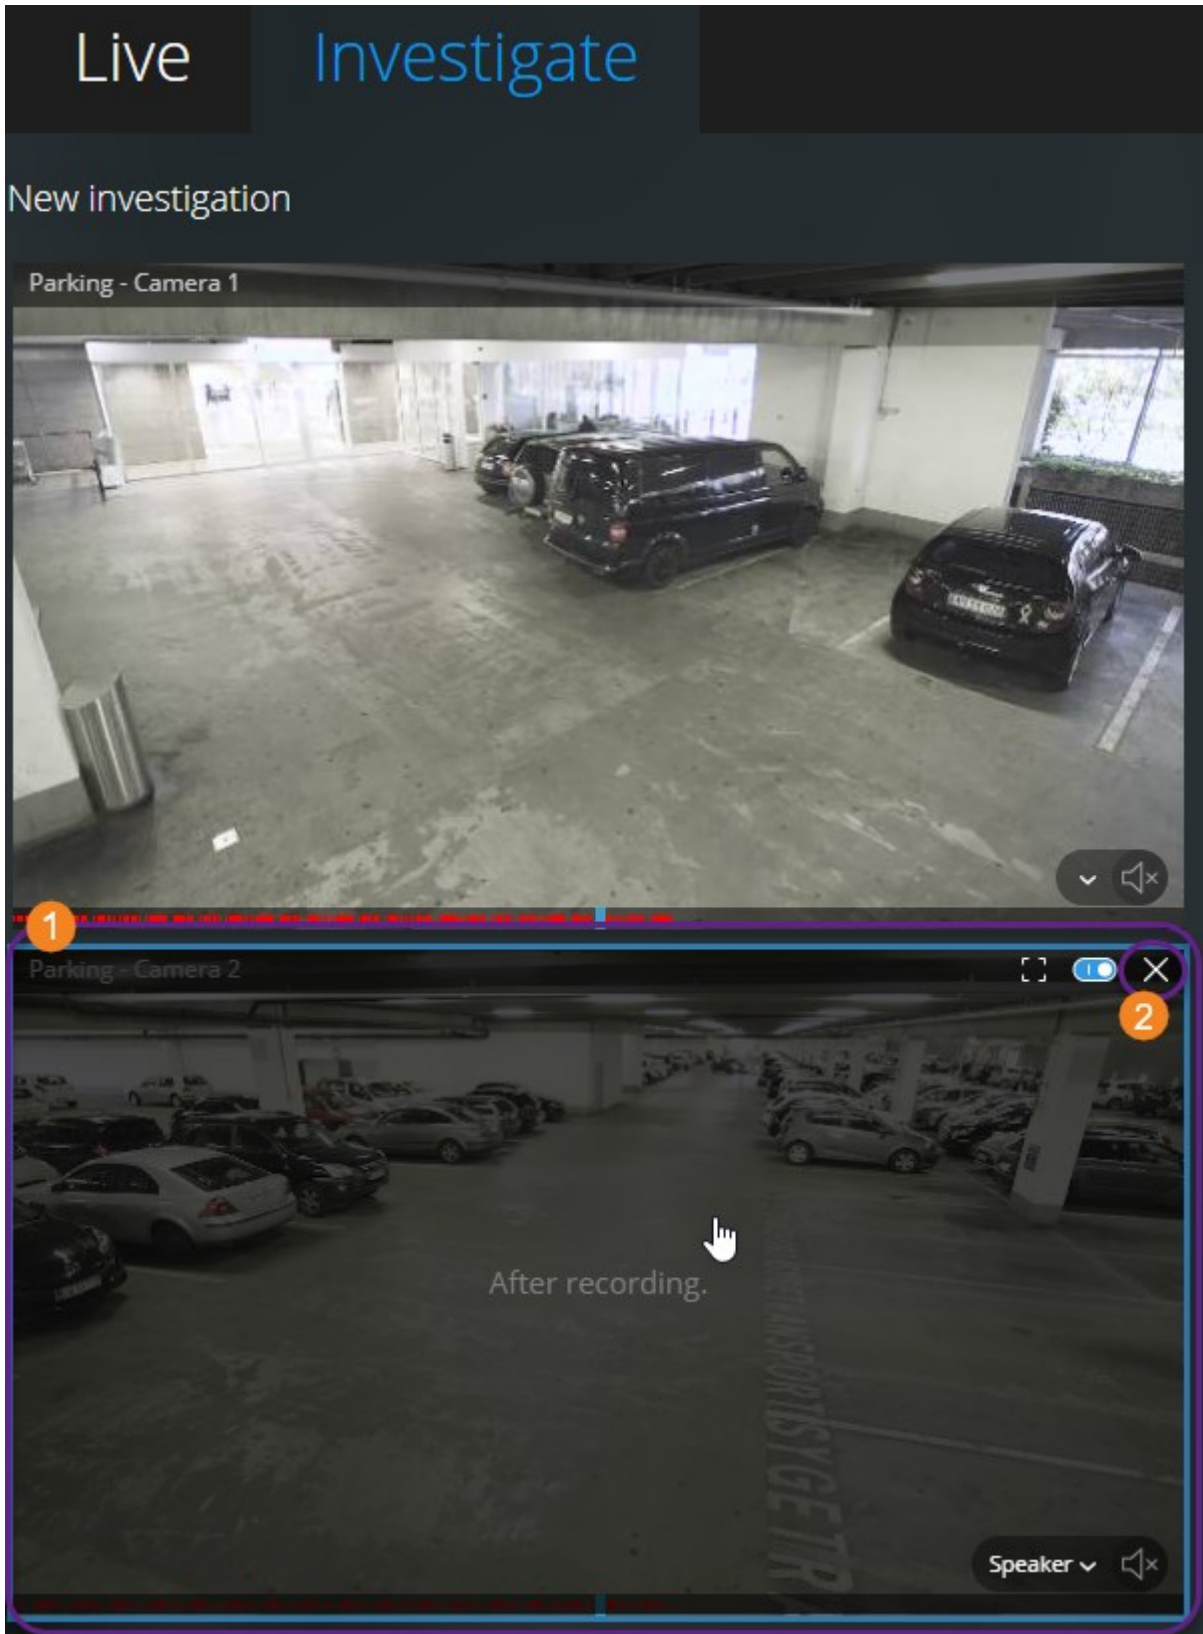 Live Investigate
New investigation
Parking - Camera 1
1
Parking - Camera 2
2
After recording.
Speaker